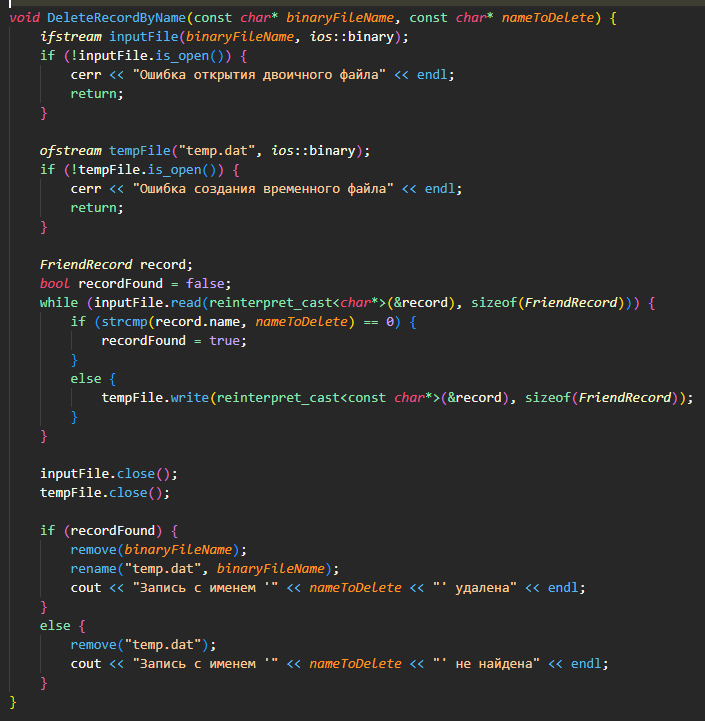 void DeleteRecordByName(const char* binaryFileName, const char* nameToDelete) {
    ifstream inputFile(binaryFileName, ios::binary);
    if (!inputFile.is_open()) {
        cerr << "Ошибка открытия двоичного файла" << endl;
        return;
    }

    ofstream tempFile("temp.dat", ios::binary);
    if (!tempFile.is_open()) {
        cerr << "Ошибка создания временного файла" << endl;
        return;
    }

    FriendRecord record;
    bool recordFound = false;
    while (inputFile.read(reinterpret_cast<char*>(&record), sizeof(FriendRecord))) {
        if (strcmp(record.name, nameToDelete) == 0) {
            recordFound = true;
        }
        else {
            tempFile.write(reinterpret_cast<const char*>(&record), sizeof(FriendRecord));
        }
    }

    inputFile.close();
    tempFile.close();

    if (recordFound) {
        remove(binaryFileName);
        rename("temp.dat", binaryFileName);
        cout << "Запись с именем '" << nameToDelete << "' удалена" << endl;
    }
    else {
        remove("temp.dat");
        cout << "Запись с именем '" << nameToDelete << "' не найдена" << endl;
    }
}